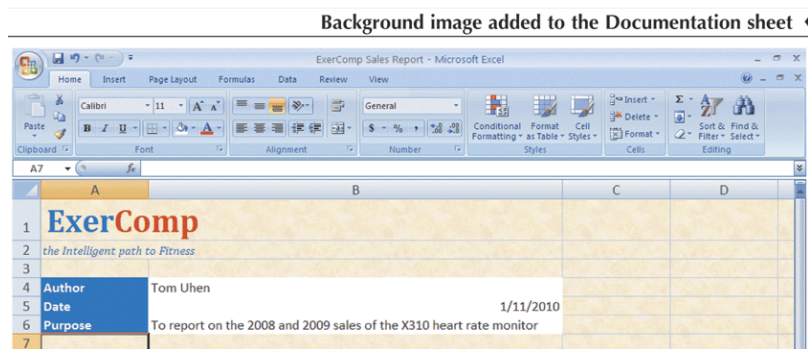 Background image added to the Documentation sheet
ExerComp Sales Report - Microsoft Excel
Home Insert Page Layout Formulas Data Review View
Calibri 11 A A General Insert Σ
Paste B I U A $ % , .0 .00 .00 .0 Conditional Formatting Format as Table Cell Styles Delete Format Sort & Filter Find & Select
Clipboard Font Alignment Number Styles Cells Editing
A7 fx
A B C D
1 ExerComp
2 the Intelligent path to Fitness
3
4 Author Tom Uhen
5 Date 1/11/2010
6 Purpose To report on the 2008 and 2009 sales of the X310 heart rate monitor
7